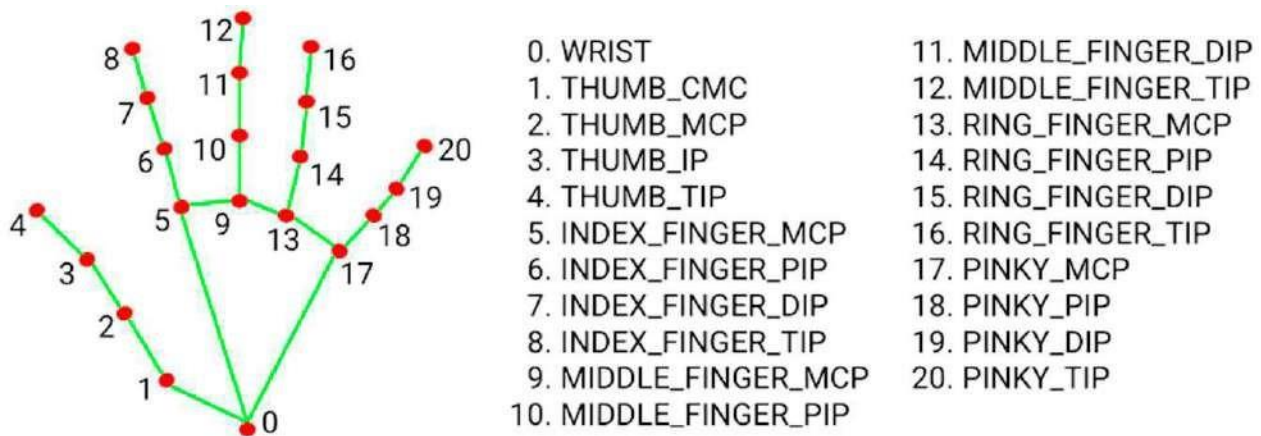 12
8
16
11
7
15
10
6
14
20
19
4
5
9
13
18
3
17
2
1
0
0. WRIST
1. THUMB_CMC
2. THUMB_MCP
3. THUMB_IP
4. THUMB_TIP
5. INDEX_FINGER_MCP
6. INDEX_FINGER_PIP
7. INDEX_FINGER_DIP
8. INDEX_FINGER_TIP
9. MIDDLE_FINGER_MCP
10. MIDDLE_FINGER_PIP
11. MIDDLE_FINGER_DIP
12. MIDDLE_FINGER_TIP
13. RING_FINGER_MCP
14. RING_FINGER_PIP
15. RING_FINGER_DIP
16. RING_FINGER_TIP
17. PINKY_MCP
18. PINKY_PIP
19. PINKY_DIP
20. PINKY_TIP